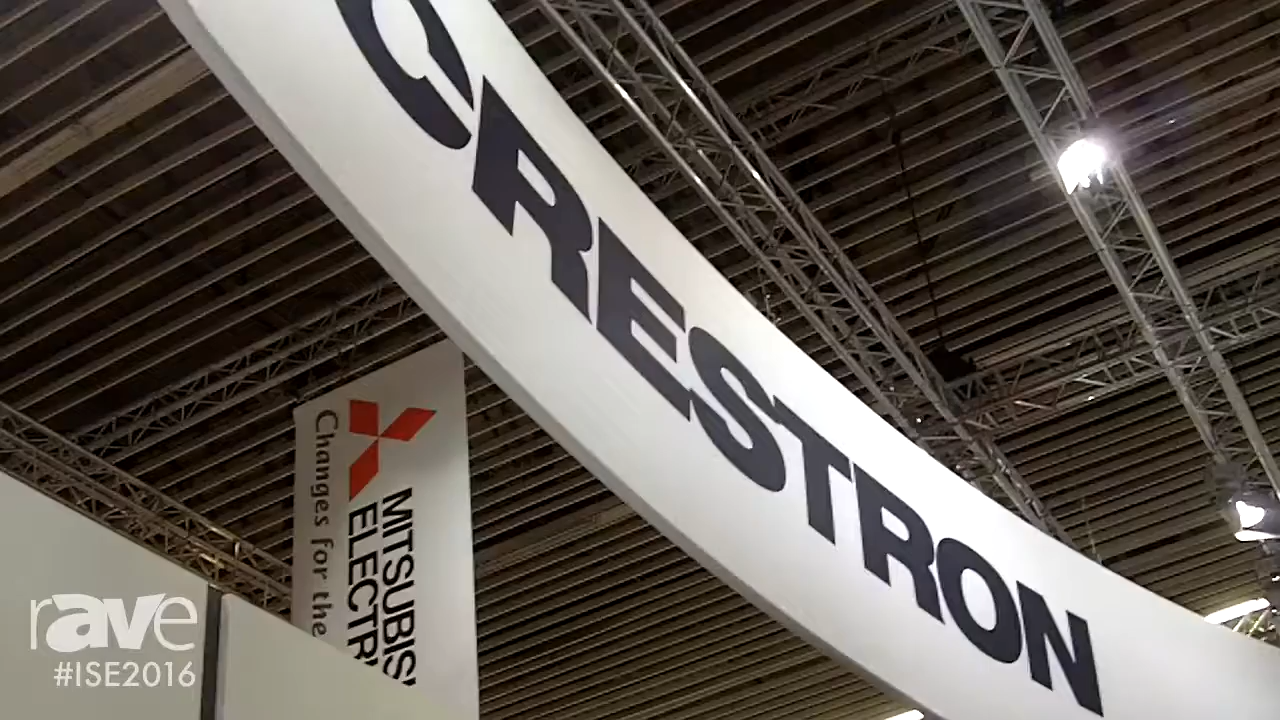 CRESTRON
MITSUBIS
ELECTR
Changes for the
rave
#ISE2016